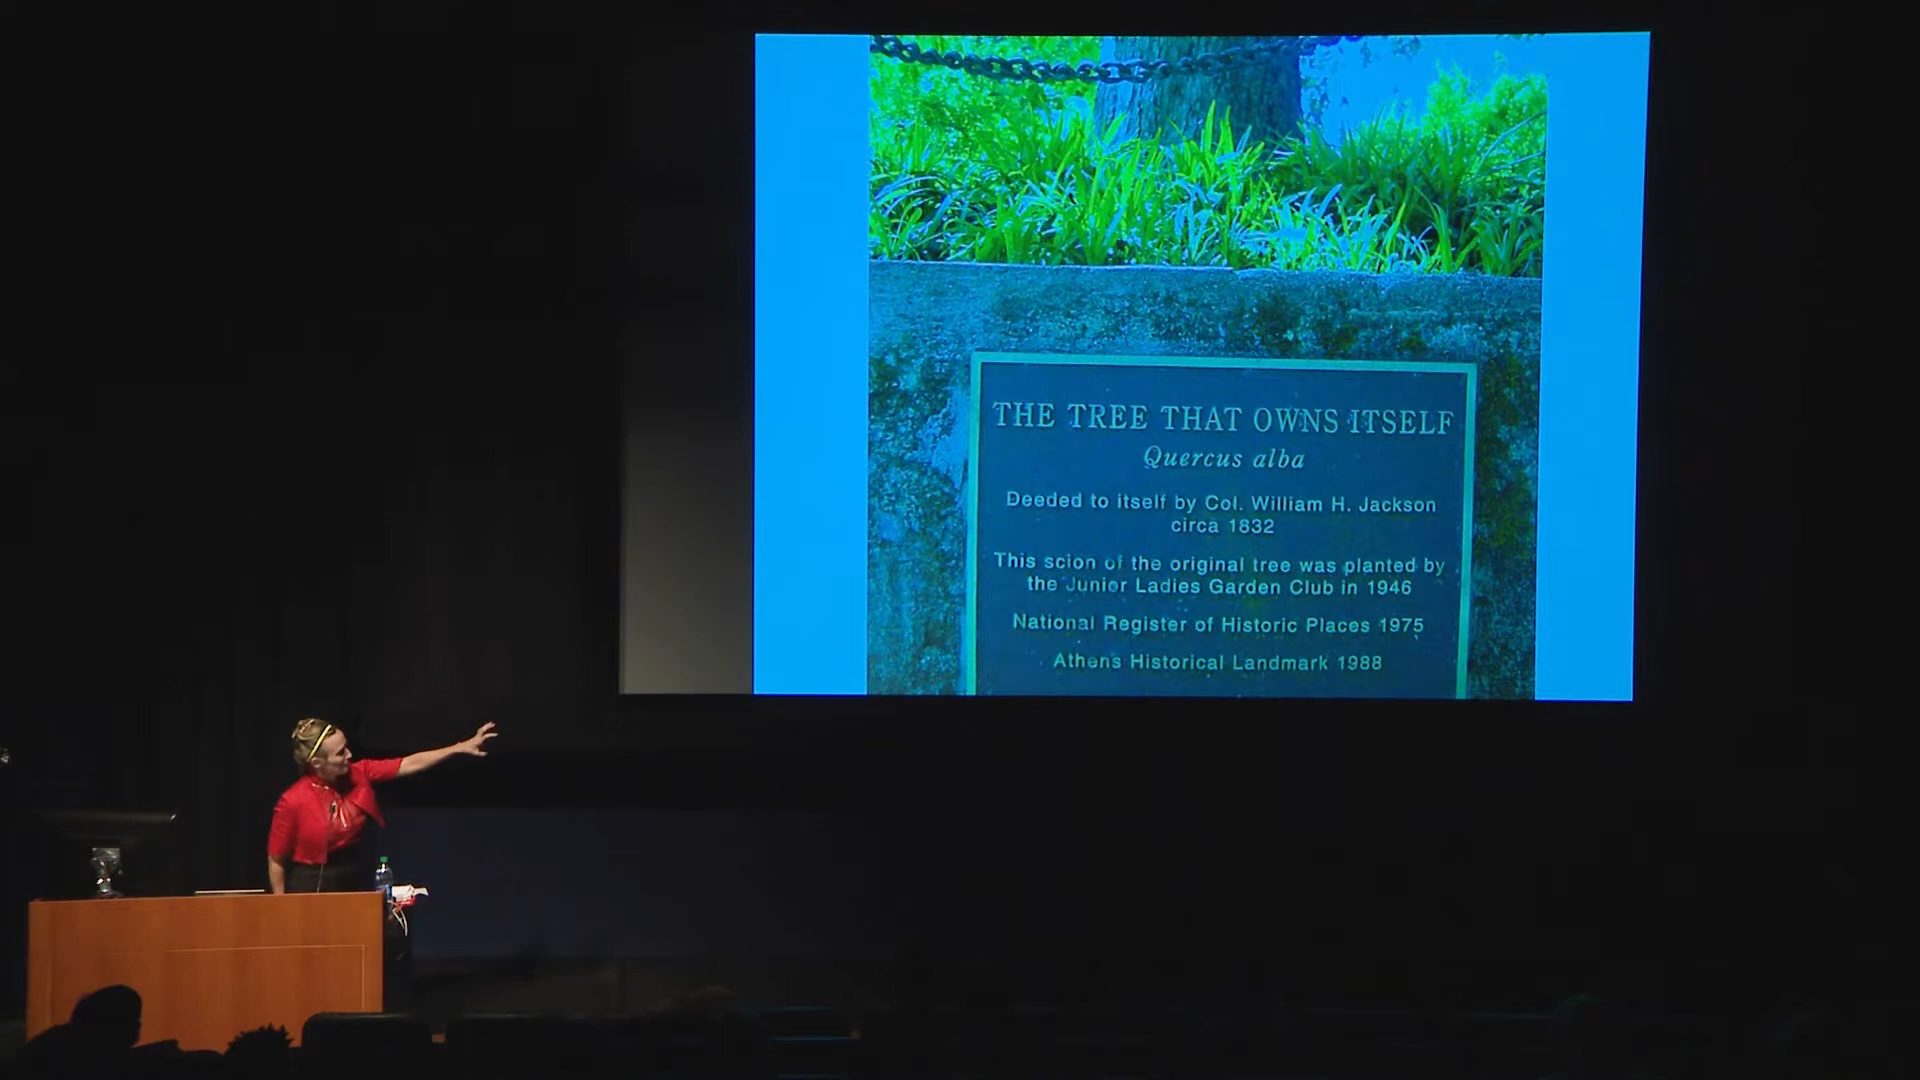 THE TREE THAT OWNS ITSELF
Quercus alba
Deeded to itself by Col. William H. Jackson
circa 1832
This scion of the original tree was planted by
the Junior Ladies Garden Club in 1946
National Register of Historic Places 1975
Athens Historical Landmark 1988